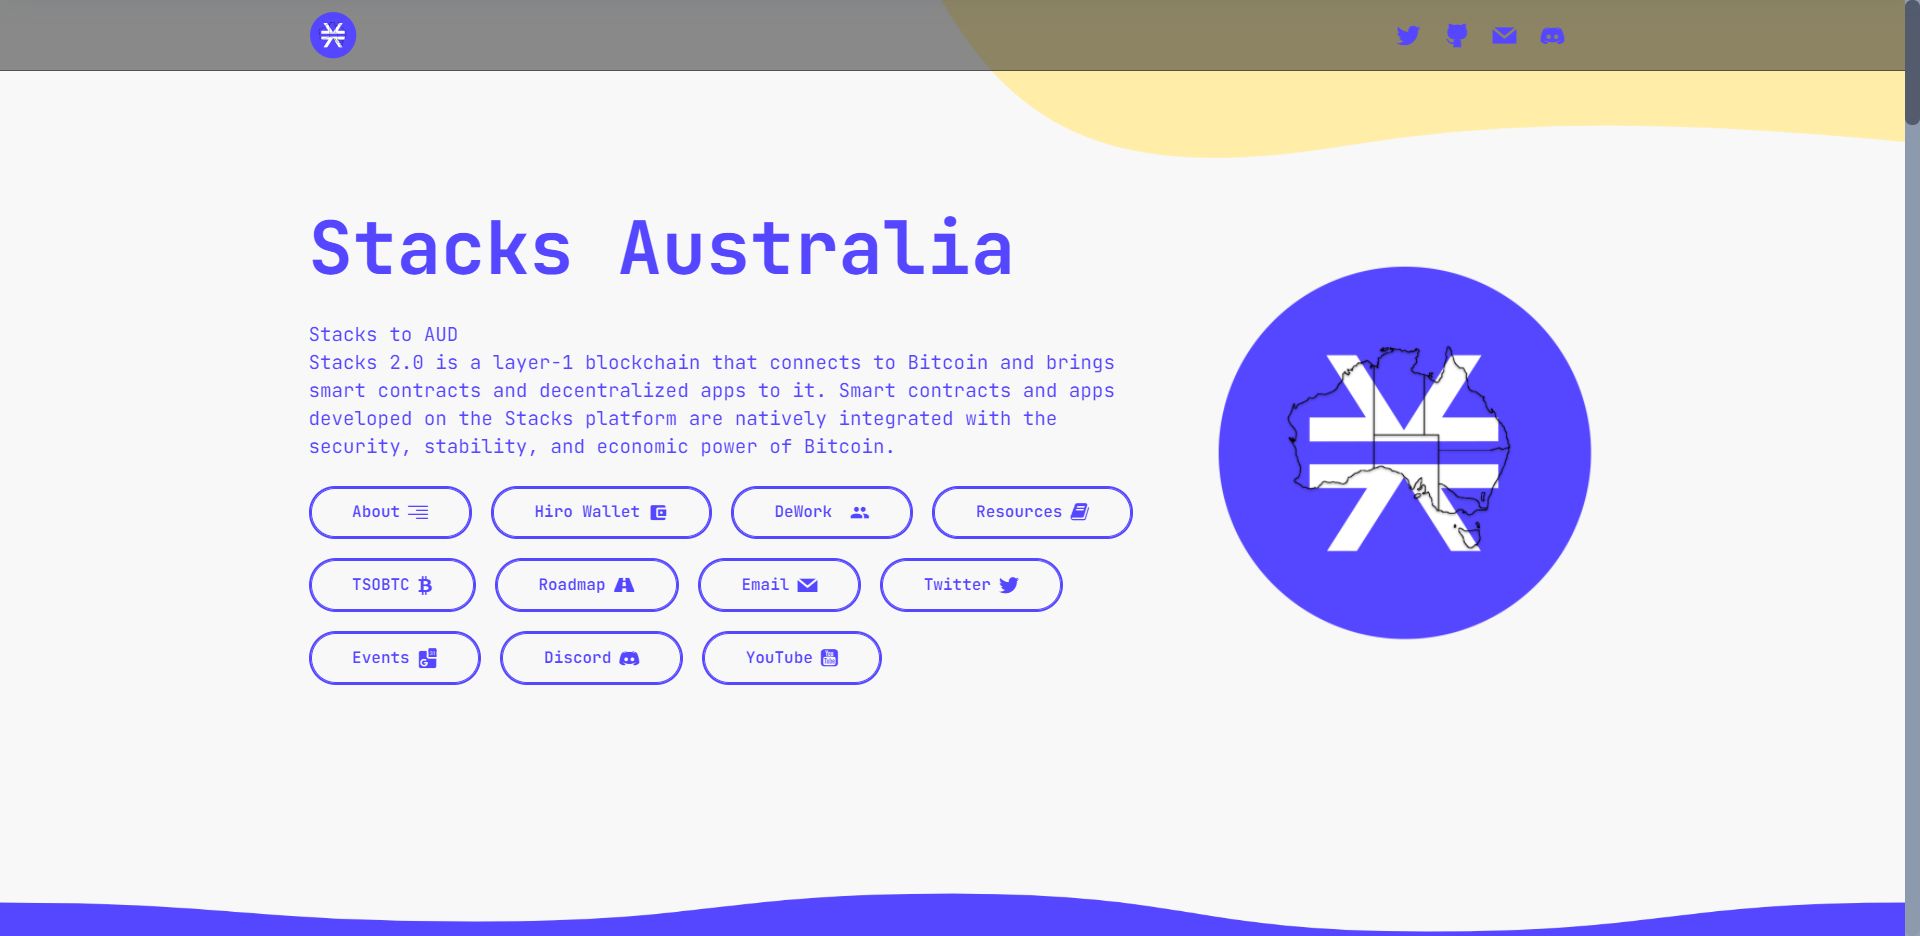 Stacks Australia
Stacks to AUD
Stacks 2.0 is a layer-1 blockchain that connects to Bitcoin and brings
smart contracts and decentralized apps to it. Smart contracts and apps
developed on the Stacks platform are natively integrated with the
security, stability, and economic power of Bitcoin.
About
Hiro Wallet
DeWork
Resources
TSOBTC
Roadmap
Email
Twitter
Events
Discord
YouTube